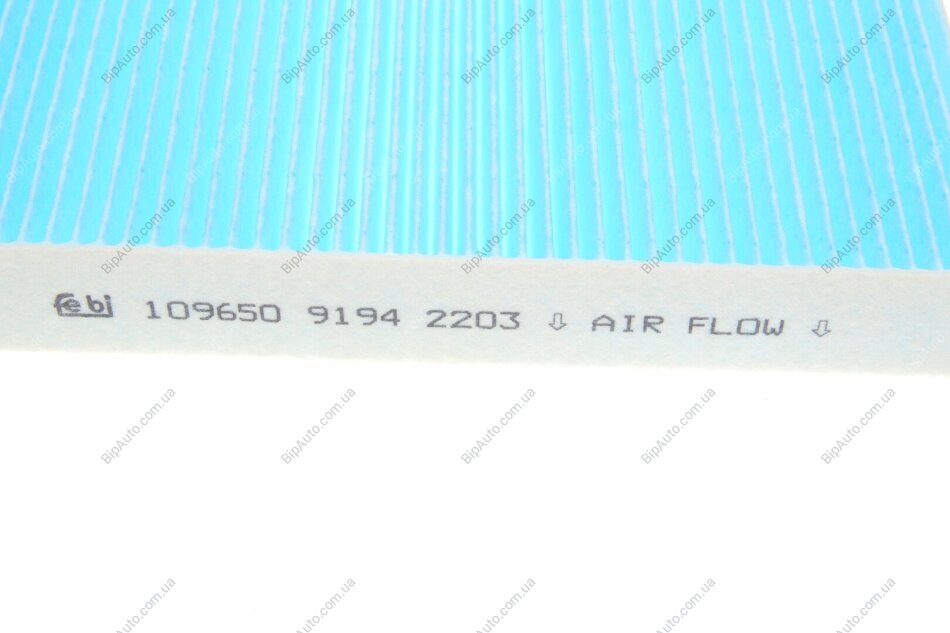 febi 109650 9194 2203 ⇩ AIR FLOW ⇩
BipAuto.com.ua